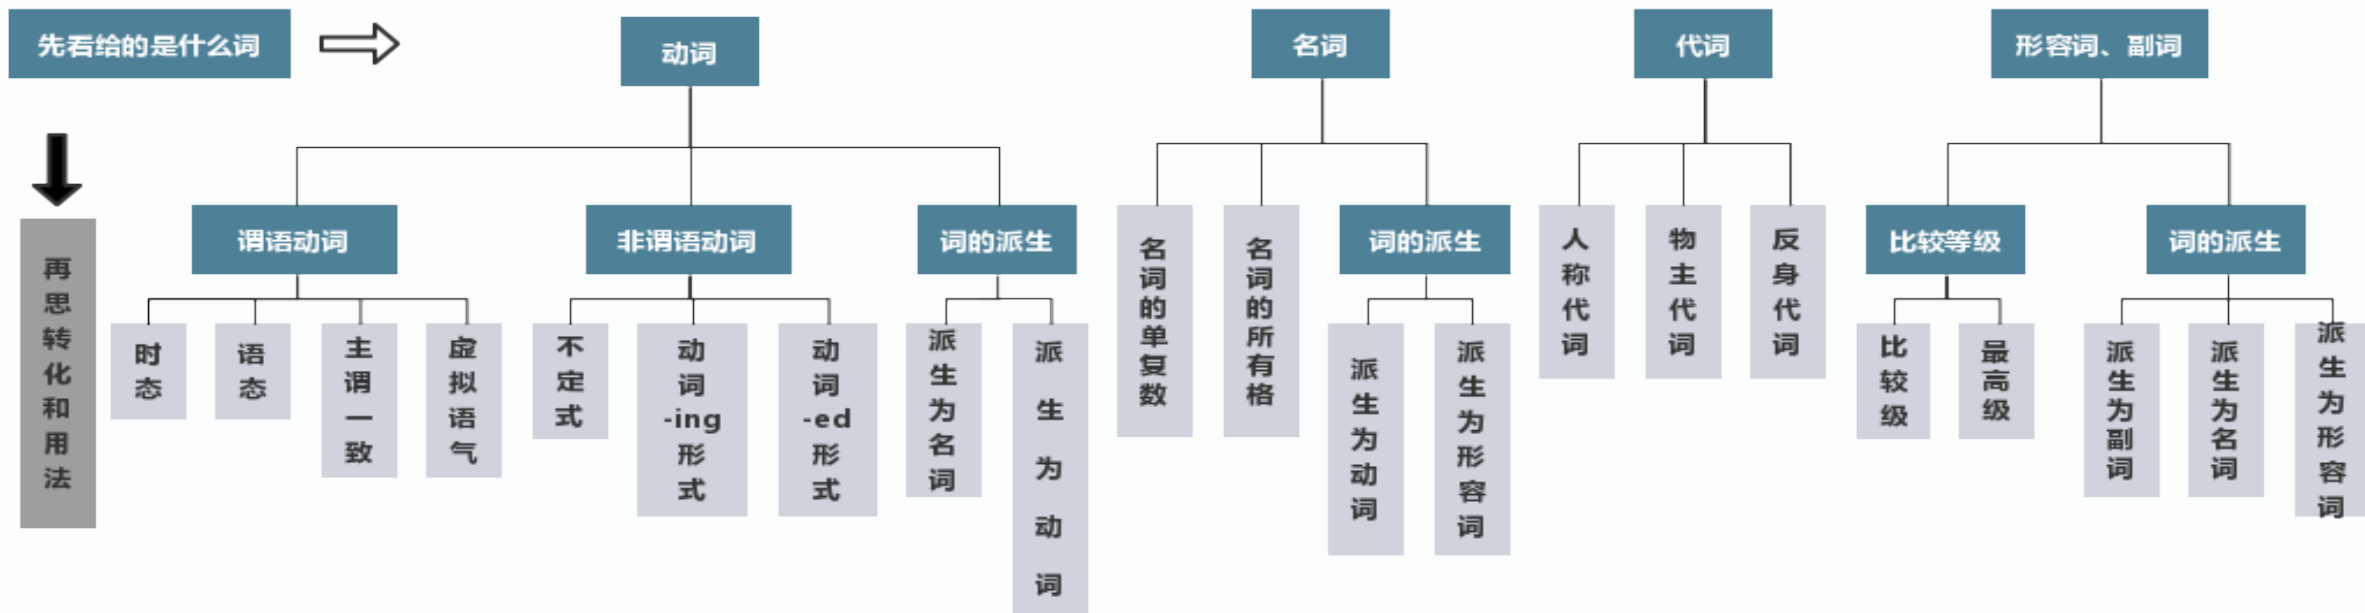 先看给的是什么词
动词
名词
代词
形容词、副词
再思转化和用法
谓语动词
非谓语动词
词的派生
名词的单复数
名词的所有格
词的派生
人称代词
物主代词
反身代词
比较等级
词的派生
时态
语态
主谓一致
虚拟语气
不定式
动词-ing形式
动词-ed形式
派生为名词
派生为动词
派生为动词
派生为形容词
比较级
最高级
派生为副词
派生为名词
派生为形容词